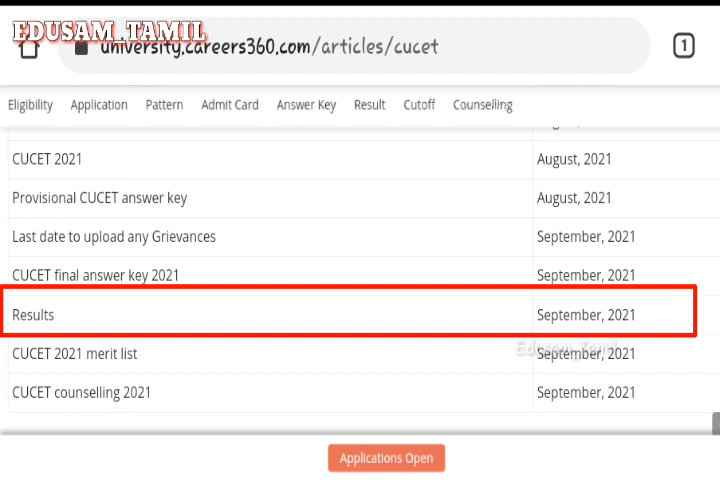 EDUSAM_TAMIL
university.careers360.com/articles/cucet
1
Eligibility Application Pattern Admit Card Answer Key Result Cutoff Counselling
CUCET 2021 August, 2021
Provisional CUCET answer key August, 2021
Last date to upload any Grievances September, 2021
CUCET final answer key 2021 September, 2021
Results September, 2021
Edusam_Tamil
CUCET 2021 merit list September, 2021
CUCET counselling 2021 September, 2021
Applications Open